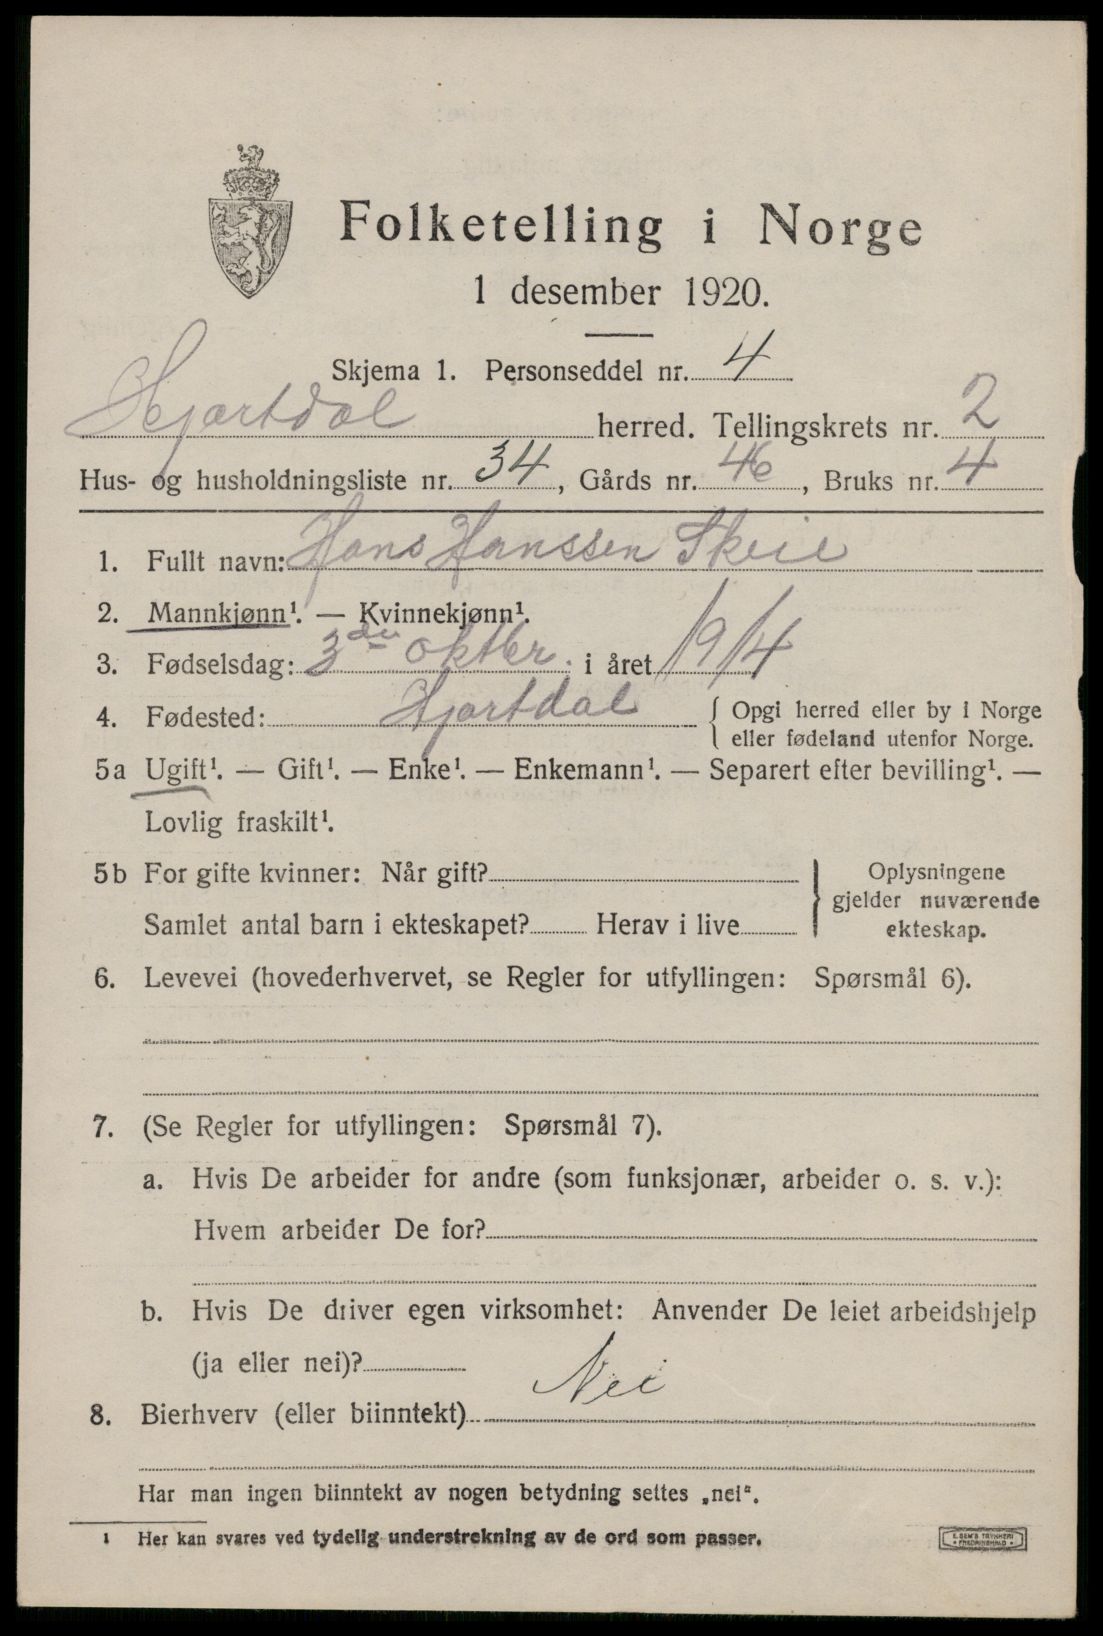 Folketelling i Norge
1 desember 1920.
Skjema 1. Personseddel nr. 4
Hjartdal herred. Tellingskrets nr. 2
Hus- og husholdningsliste nr. 34, Gårds nr. 46, Bruks nr. 4
1. Fullt navn: Hans Hanssen Skeie
2. Mannkjønn¹. — Kvinnekjønn¹.
3. Fødselsdag: 3die oktbr. i året 1914
4. Fødested: Hjartdal { Opgi herred eller by i Norge
eller fødeland utenfor Norge.
5a Ugift¹. — Gift¹. — Enke¹. — Enkemann¹. — Separert efter bevilling¹. —
Lovlig fraskilt¹.
5b For gifte kvinner: Når gift? } Oplysningene
gjelder nuværende
Samlet antal barn i ekteskapet? Herav i live ekteskap.
6. Levevei (hovederhvervet, se Regler for utfyllingen: Spørsmål 6).
7. (Se Regler for utfyllingen: Spørsmål 7).
a. Hvis De arbeider for andre (som funksjonær, arbeider o. s. v.):
Hvem arbeider De for?
b. Hvis De driver egen virksomhet: Anvender De leiet arbeidshjelp
(ja eller nei)?
8. Bierhverv (eller biinntekt) Nei
Har man ingen biinntekt av nogen betydning settes „nei“.
¹ Her kan svares ved tydelig understrekning av de ord som passer.
E. SEM'S TRYKKERI
• FREDRIKSHALD •